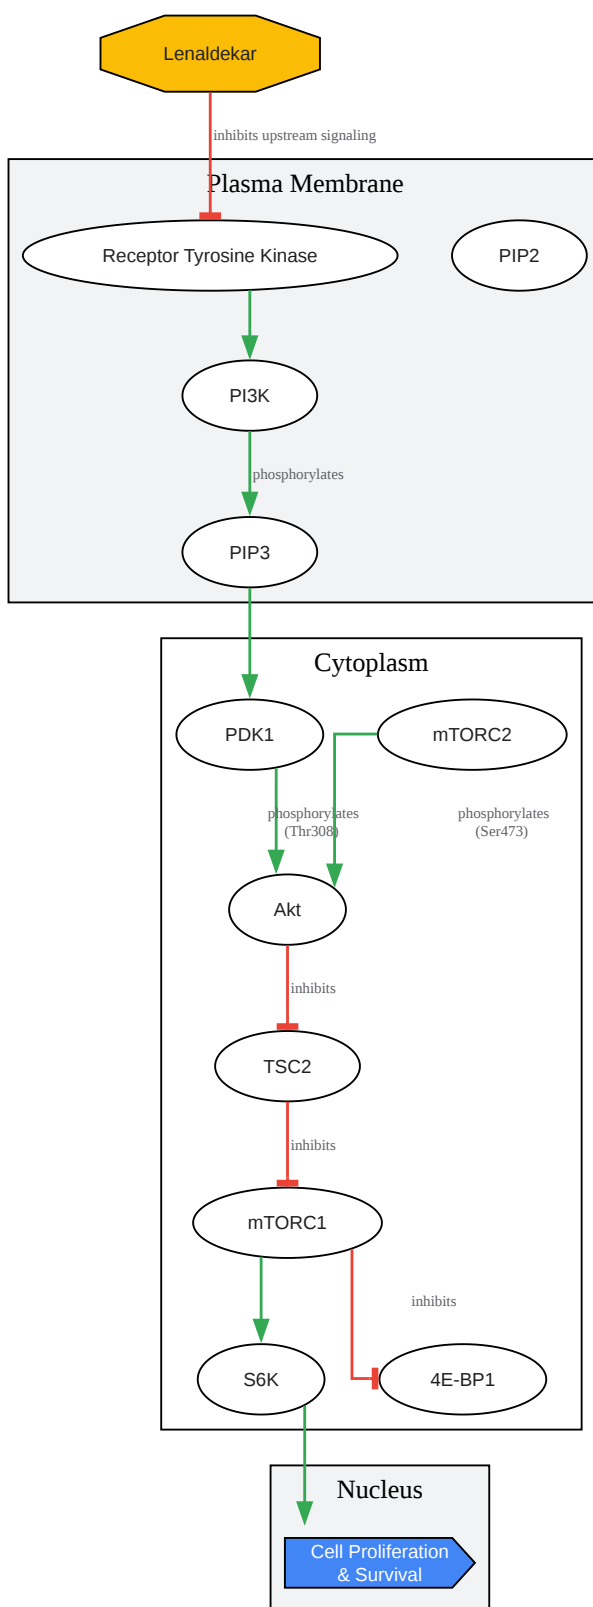 Lenaldekar
inhibits upstream signaling
Plasma Membrane
Receptor Tyrosine Kinase
PIP2
PI3K
phosphorylates
PIP3
Cytoplasm
PDK1
mTORC2
phosphorylates
(Thr308)
phosphorylates
(Ser473)
Akt
inhibits
TSC2
inhibits
mTORC1
inhibits
S6K
4E-BP1
Nucleus
Cell Proliferation
& Survival